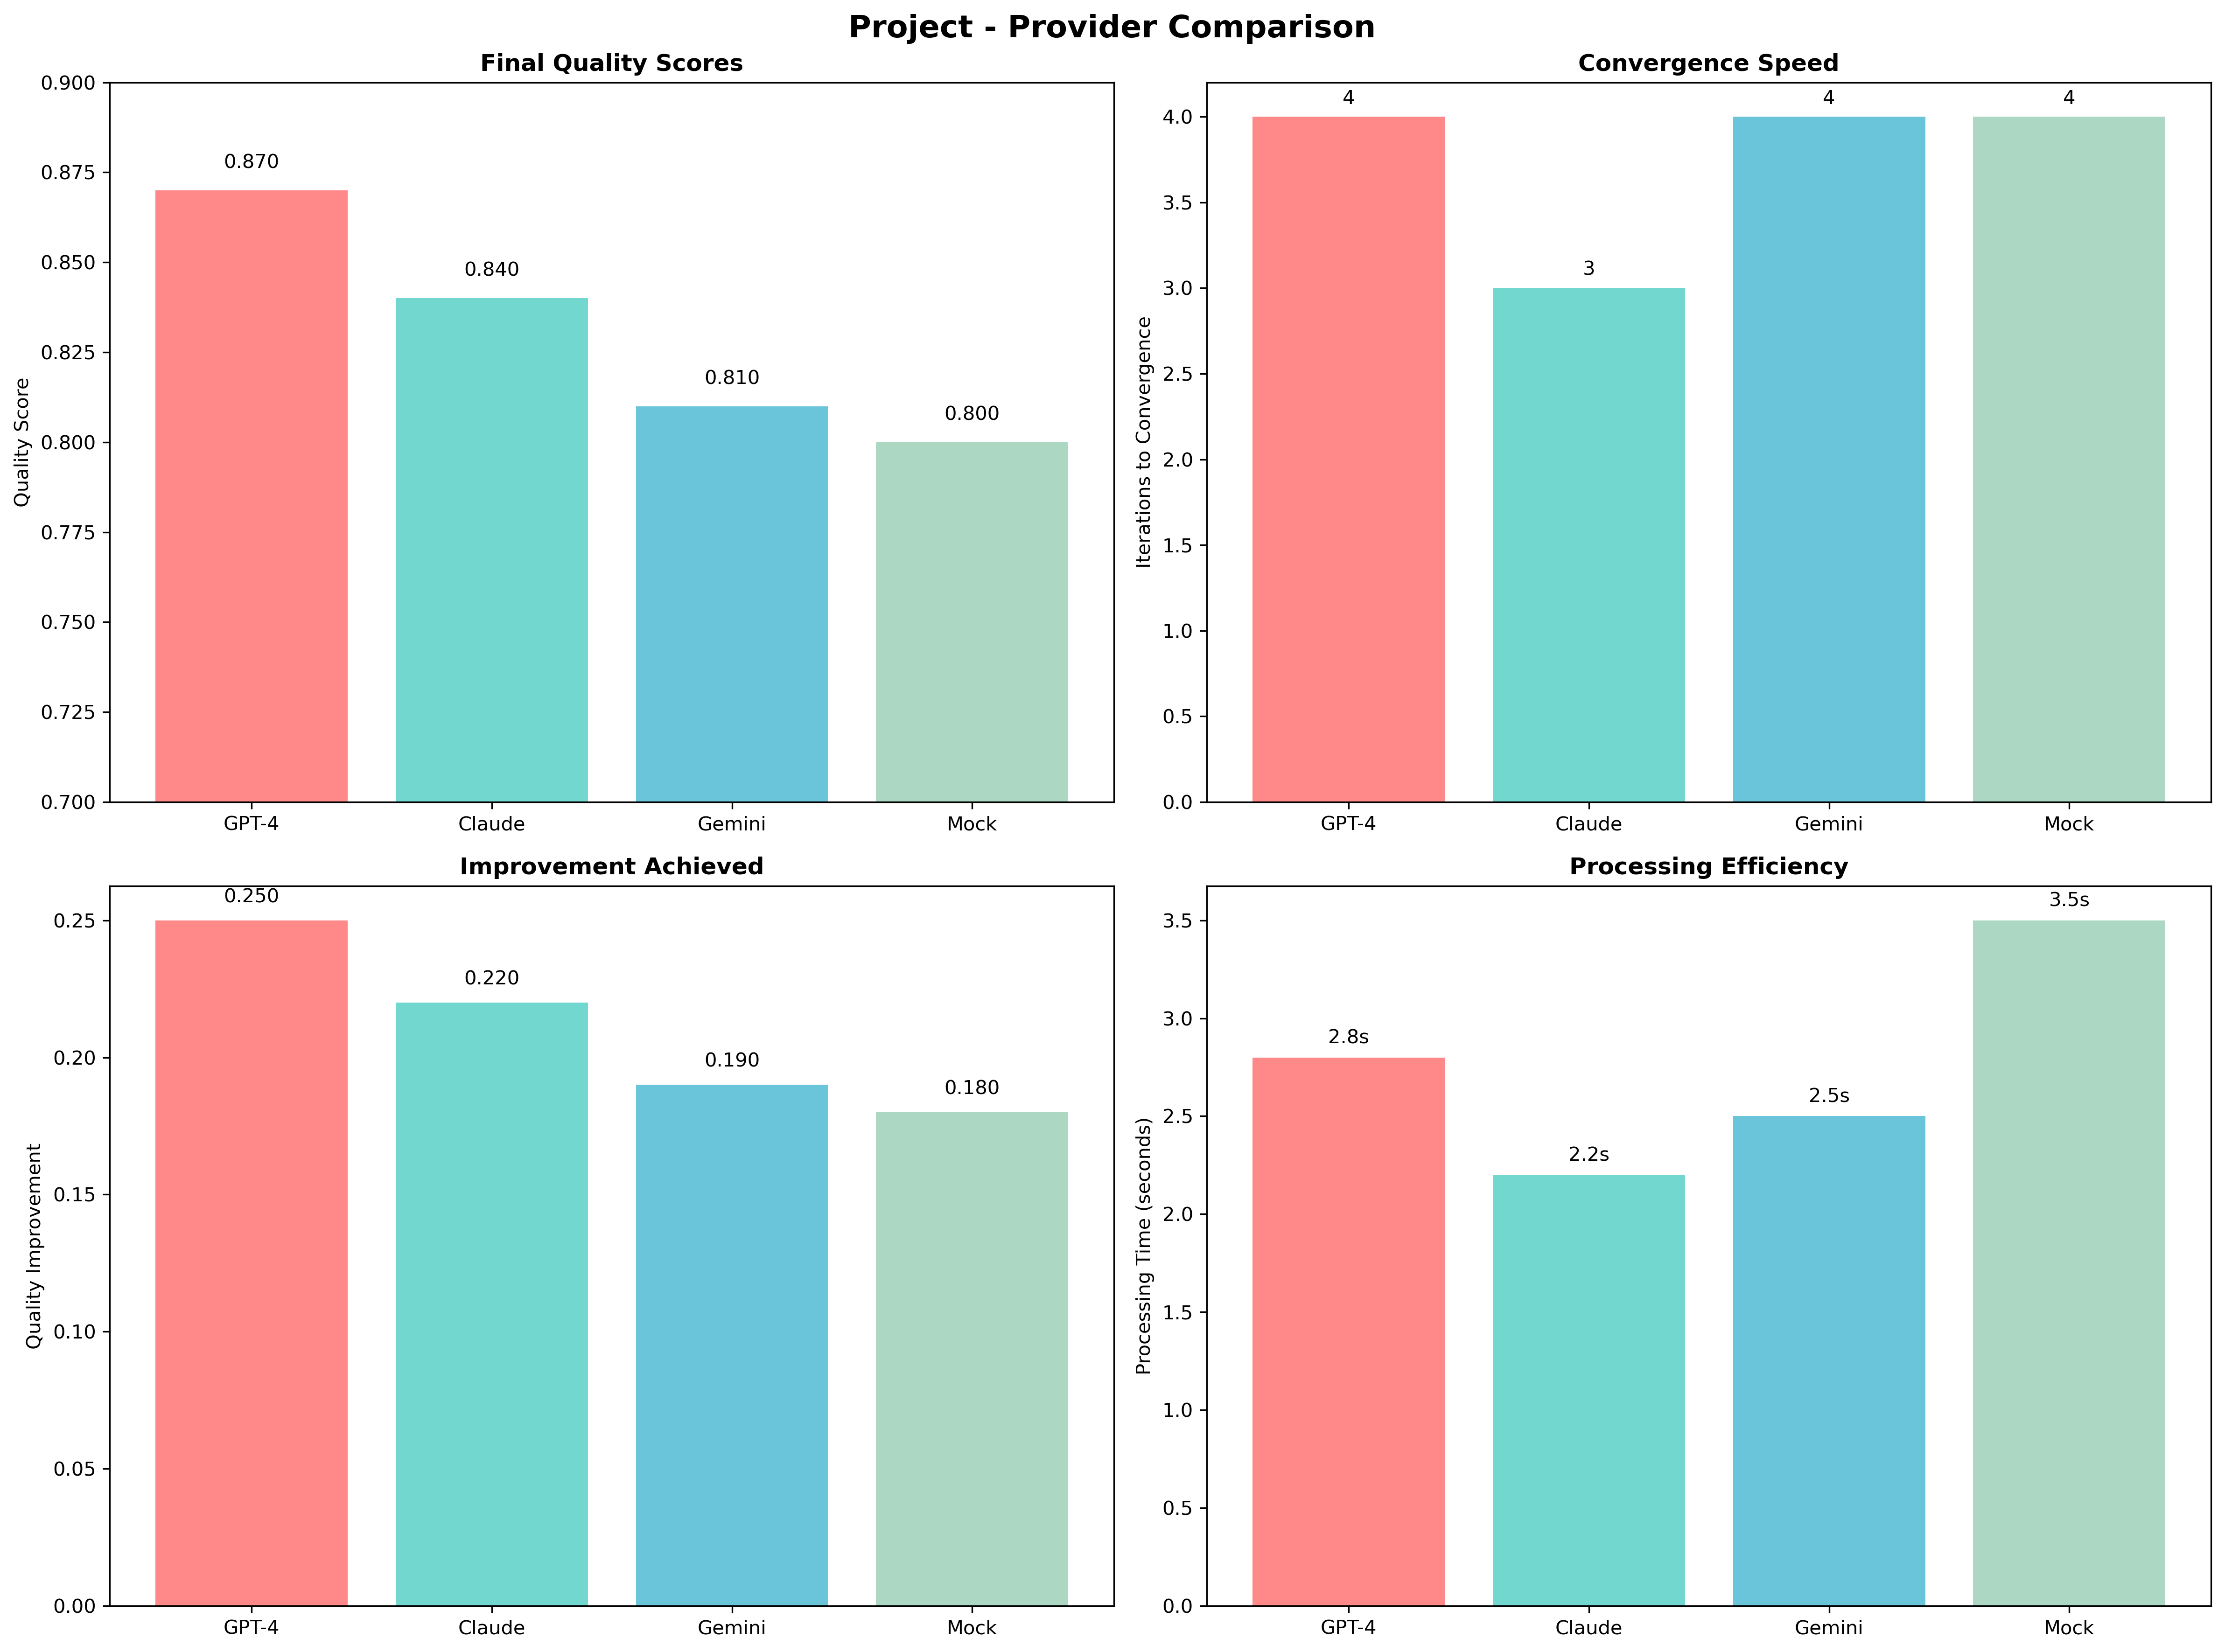 Project - Provider Comparison
Final Quality Scores
Quality Score
0.900
0.875
0.850
0.825
0.800
0.775
0.750
0.725
0.700
0.870
0.840
0.810
0.800
GPT-4 Claude Gemini Mock
Convergence Speed
Iterations to Convergence
4.0
3.5
3.0
2.5
2.0
1.5
1.0
0.5
0.0
4
3
4
4
GPT-4 Claude Gemini Mock
Improvement Achieved
Quality Improvement
0.25
0.20
0.15
0.10
0.05
0.00
0.250
0.220
0.190
0.180
GPT-4 Claude Gemini Mock
Processing Efficiency
Processing Time (seconds)
3.5
3.0
2.5
2.0
1.5
1.0
0.5
0.0
2.8s
2.2s
2.5s
3.5s
GPT-4 Claude Gemini Mock